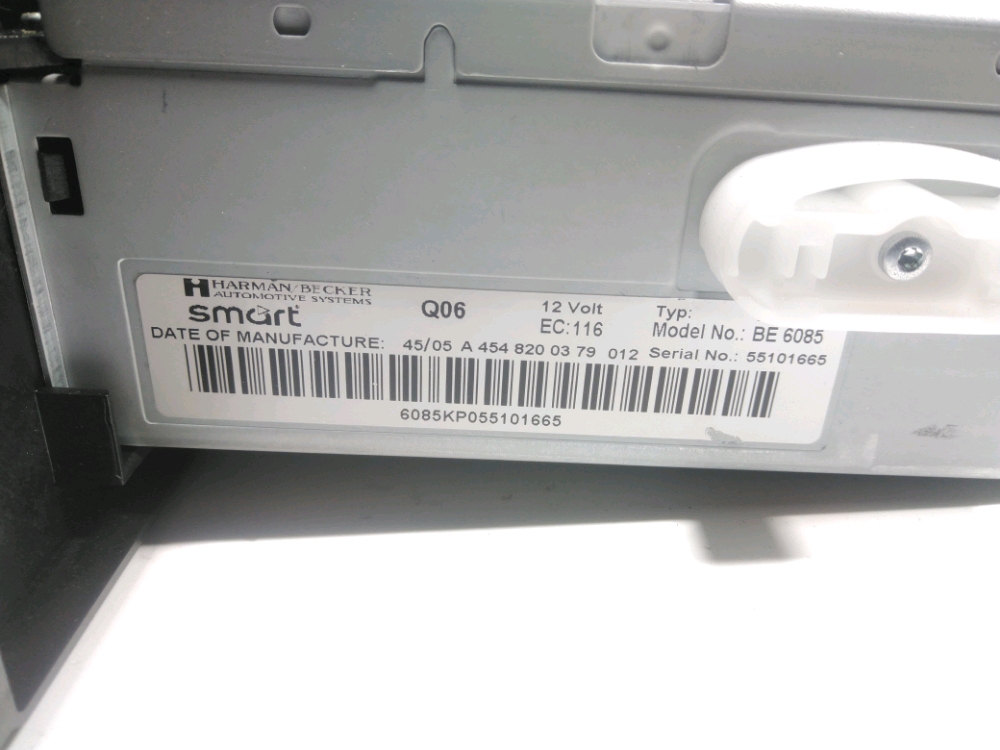 HARMAN/BECKER
AUTOMOTIVE SYSTEMS
smart
Q06
12 Volt
EC:116
Typ:
Model No.: BE 6085
DATE OF MANUFACTURE: 45/05 A 454 820 03 79 012 Serial No.: 55101665
6085KP055101665